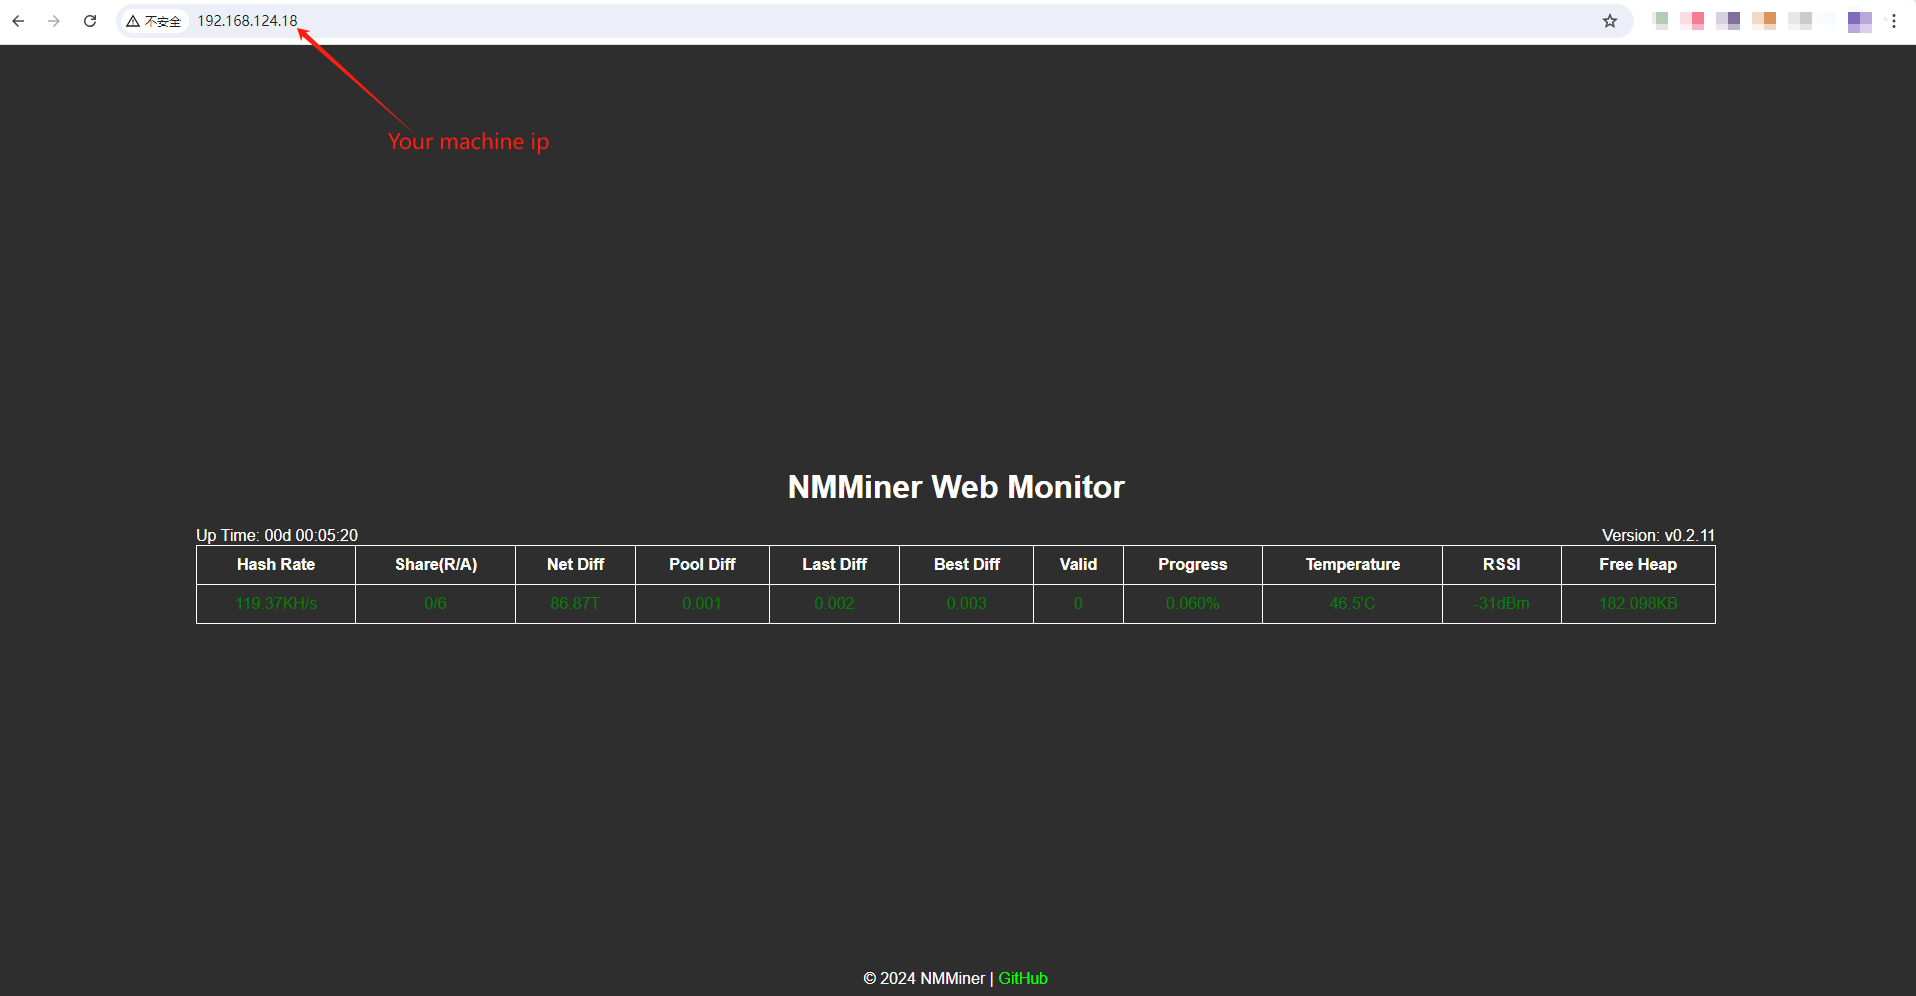 不安全 192.168.124.18
Your machine ip
NMMiner Web Monitor
Up Time: 00d 00:05:20 Version: v0.2.11
Hash Rate Share(R/A) Net Diff Pool Diff Last Diff Best Diff Valid Progress Temperature RSSI Free Heap
119.37KH/s 0/6 86.87T 0.001 0.002 0.003 0 0.060% 46.5'C -31dBm 182.098KB
© 2024 NMMiner | GitHub